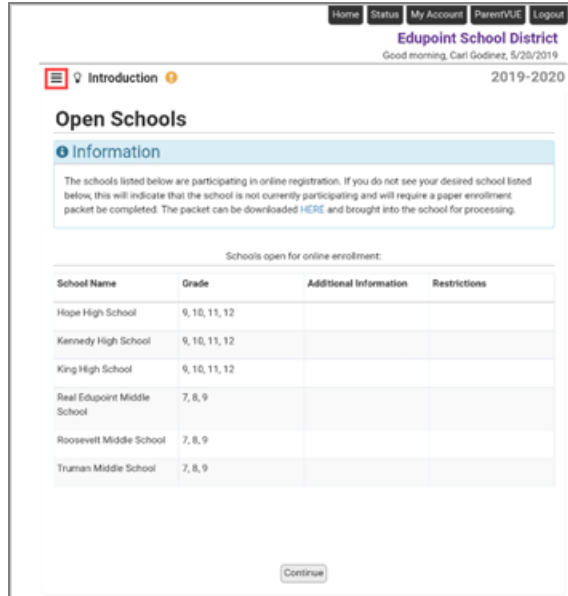 Home Status My Account ParentVUE Logout
Edupoint School District
Good morning, Carl Godinez, 5/20/2019
Introduction
2019-2020
Open Schools
Information
The schools listed below are participating in online registration. If you do not see your desired school listed
below, this will indicate that the school is not currently participating and will require a paper enrollment
packet be completed. The packet can be downloaded HERE and brought into the school for processing.
Schools open for online enrollment:
School Name Grade Additional Information Restrictions
Hope High School 9, 10, 11, 12
Kennedy High School 9, 10, 11, 12
King High School 9, 10, 11, 12
Real Edupoint Middle 7, 8, 9
School
Roosevelt Middle School 7, 8, 9
Truman Middle School 7, 8, 9
Continue